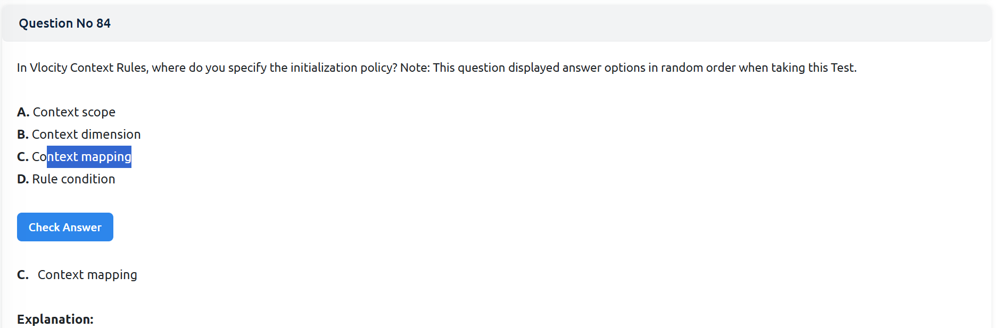 Question No 84
In Vlocity Context Rules, where do you specify the initialization policy? Note: This question displayed answer options in random order when taking this Test.
A. Context scope
B. Context dimension
C. Context mapping
D. Rule condition
Check Answer
C. Context mapping
Explanation: